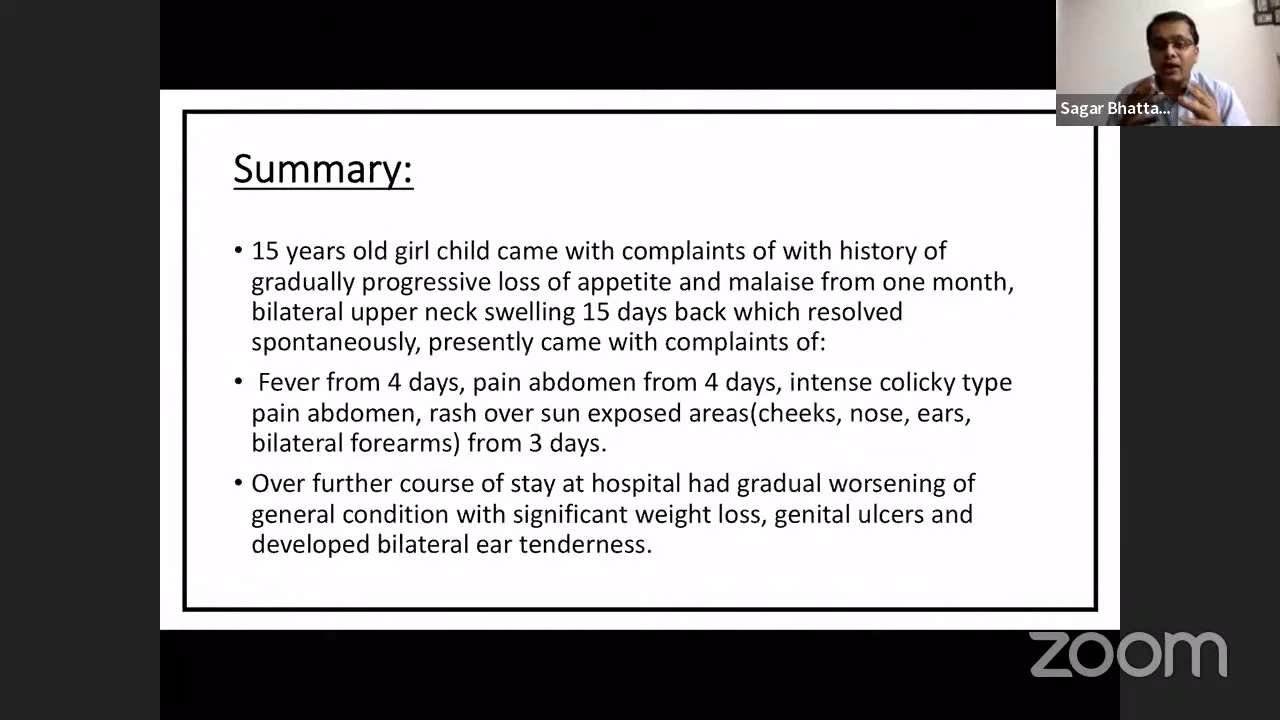 Sagar Bhatta...
Summary:
• 15 years old girl child came with complaints of with history of
gradually progressive loss of appetite and malaise from one month,
bilateral upper neck swelling 15 days back which resolved
spontaneously, presently came with complaints of:
• Fever from 4 days, pain abdomen from 4 days, intense colicky type
pain abdomen, rash over sun exposed areas(cheeks, nose, ears,
bilateral forearms) from 3 days.
• Over further course of stay at hospital had gradual worsening of
general condition with significant weight loss, genital ulcers and
developed bilateral ear tenderness.
zoom